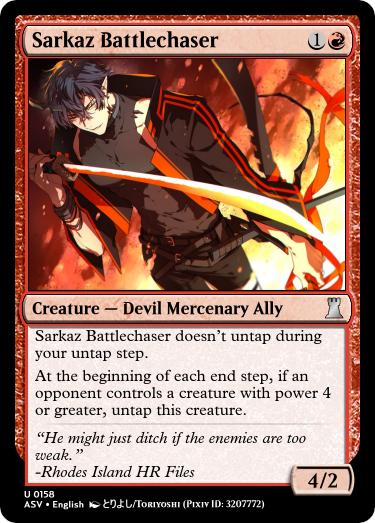 Sarkaz Battlechaser 1
Creature — Devil Mercenary Ally
Sarkaz Battlechaser doesn't untap during
your untap step.
At the beginning of each end step, if an
opponent controls a creature with power 4
or greater, untap this creature.
“He might just ditch if the enemies are too
weak.”
-Rhodes Island HR Files
4/2
U 0158
ASV • English とりよし/Toriyoshi (Pixiv ID: 3207772)